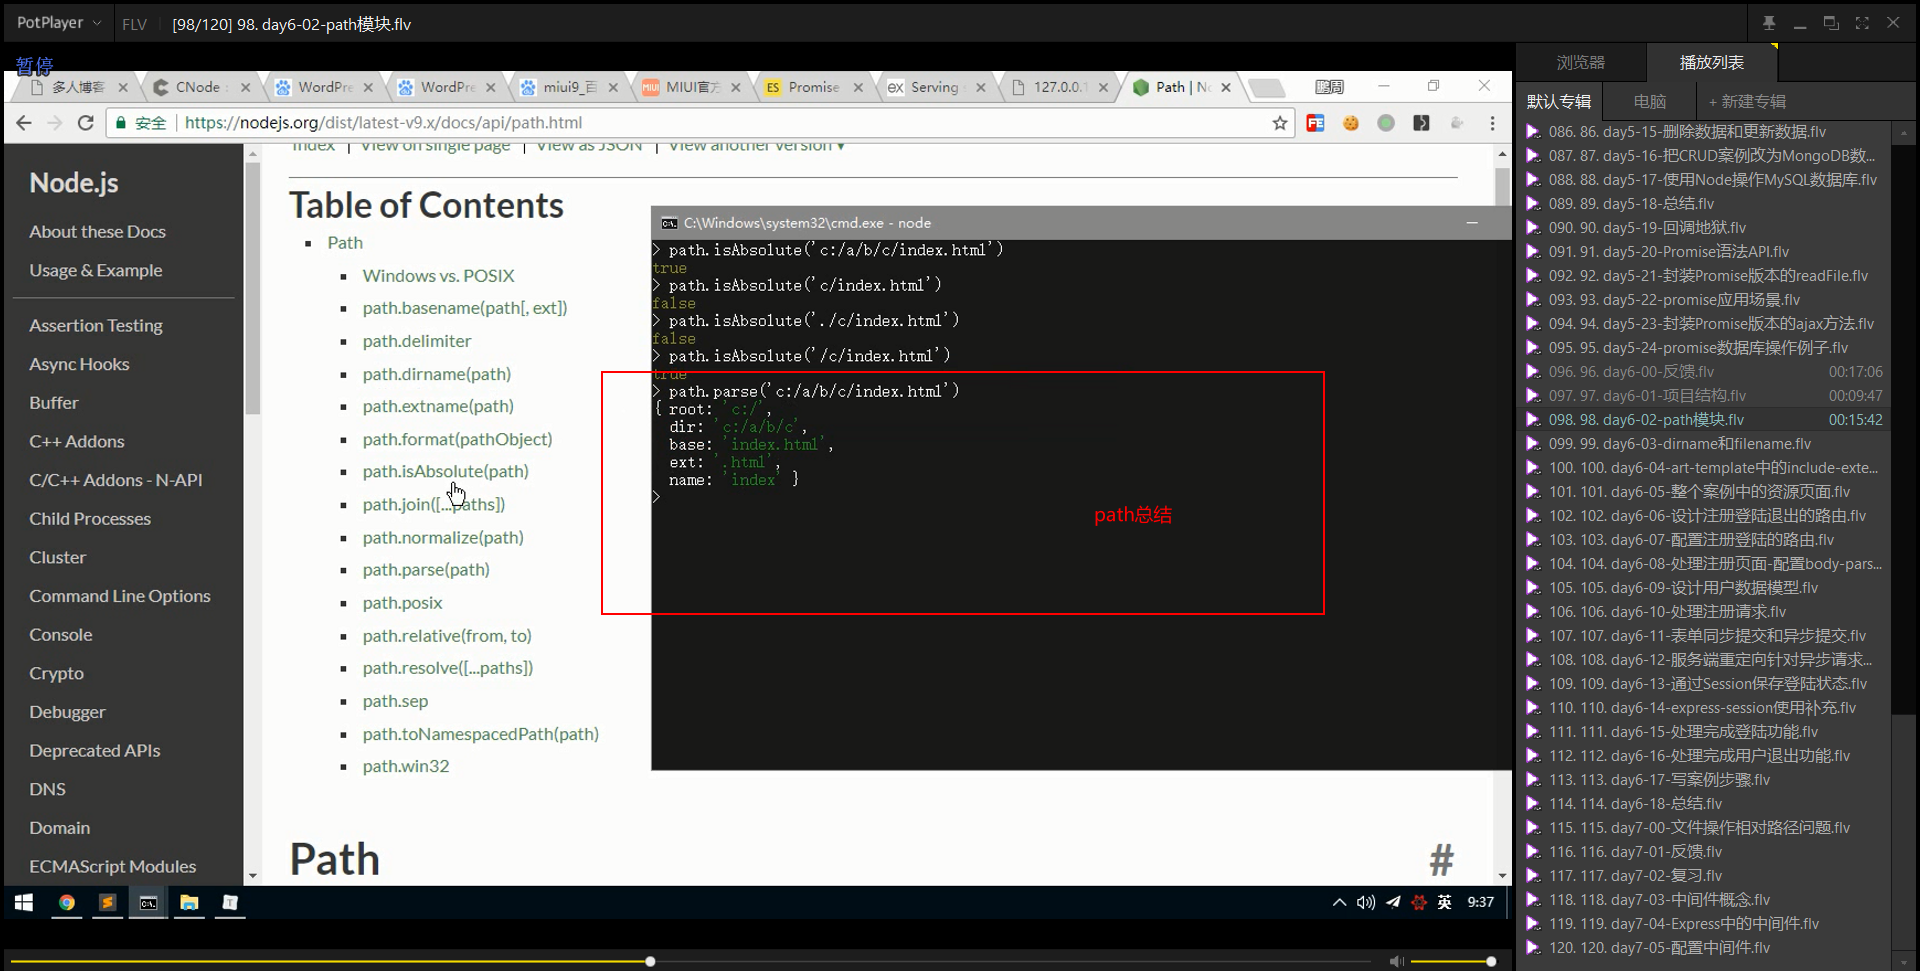 PotPlayer
FLV
[98/120] 98. day6-02-path模块.flv
暂停
多人博客
CNode
WordPre
WordPre
miui9_百
MIUI官方
ES Promise
ex Serving
127.0.0.1
Path | No
鹏周
安全 | https://nodejs.org/dist/latest-v9.x/docs/api/path.html
Index | View on single page | View as JSON | View another version ▼
Node.js
About these Docs
Usage & Example
Assertion Testing
Async Hooks
Buffer
C++ Addons
C/C++ Addons - N-API
Child Processes
Cluster
Command Line Options
Console
Crypto
Debugger
Deprecated APIs
DNS
Domain
ECMAScript Modules
Table of Contents
Path
Windows vs. POSIX
path.basename(path[, ext])
path.delimiter
path.dirname(path)
path.extname(path)
path.format(pathObject)
path.isAbsolute(path)
path.join([...paths])
path.normalize(path)
path.parse(path)
path.posix
path.relative(from, to)
path.resolve([...paths])
path.sep
path.toNamespacedPath(path)
path.win32
Path
#
C:\Windows\system32\cmd.exe - node
> path.isAbsolute('c:/a/b/c/index.html')
true
> path.isAbsolute('c/index.html')
false
> path.isAbsolute('./c/index.html')
false
> path.isAbsolute('/c/index.html')
true
> path.parse('c:/a/b/c/index.html')
{ root: 'c:/',
dir: 'c:/a/b/c',
base: 'index.html',
ext: '.html',
name: 'index' }
>
path总结
英
9:37
浏览器
播放列表
默认专辑
电脑
+ 新建专辑
086. 86. day5-15-删除数据和更新数据.flv
087. 87. day5-16-把CRUD案例改为MongoDB数...
088. 88. day5-17-使用Node操作MySQL数据库.flv
089. 89. day5-18-总结.flv
090. 90. day5-19-回调地狱.flv
091. 91. day5-20-Promise语法API.flv
092. 92. day5-21-封装Promise版本的readFile.flv
093. 93. day5-22-promise应用场景.flv
094. 94. day5-23-封装Promise版本的ajax方法.flv
095. 95. day5-24-promise数据库操作例子.flv
096. 96. day6-00-反馈.flv 00:17:06
097. 97. day6-01-项目结构.flv 00:09:47
098. 98. day6-02-path模块.flv 00:15:42
099. 99. day6-03-dirname和filename.flv
100. 100. day6-04-art-template中的include-exte...
101. 101. day6-05-整个案例中的资源页面.flv
102. 102. day6-06-设计注册登陆退出的路由.flv
103. 103. day6-07-配置注册登陆的路由.flv
104. 104. day6-08-处理注册页面-配置body-pars...
105. 105. day6-09-设计用户数据模型.flv
106. 106. day6-10-处理注册请求.flv
107. 107. day6-11-表单同步提交和异步提交.flv
108. 108. day6-12-服务端重定向针对异步请求...
109. 109. day6-13-通过Session保存登陆状态.flv
110. 110. day6-14-express-session使用补充.flv
111. 111. day6-15-处理完成登陆功能.flv
112. 112. day6-16-处理完成用户退出功能.flv
113. 113. day6-17-写案例步骤.flv
114. 114. day6-18-总结.flv
115. 115. day7-00-文件操作相对路径问题.flv
116. 116. day7-01-反馈.flv
117. 117. day7-02-复习.flv
118. 118. day7-03-中间件概念.flv
119. 119. day7-04-Express中的中间件.flv
120. 120. day7-05-配置中间件.flv